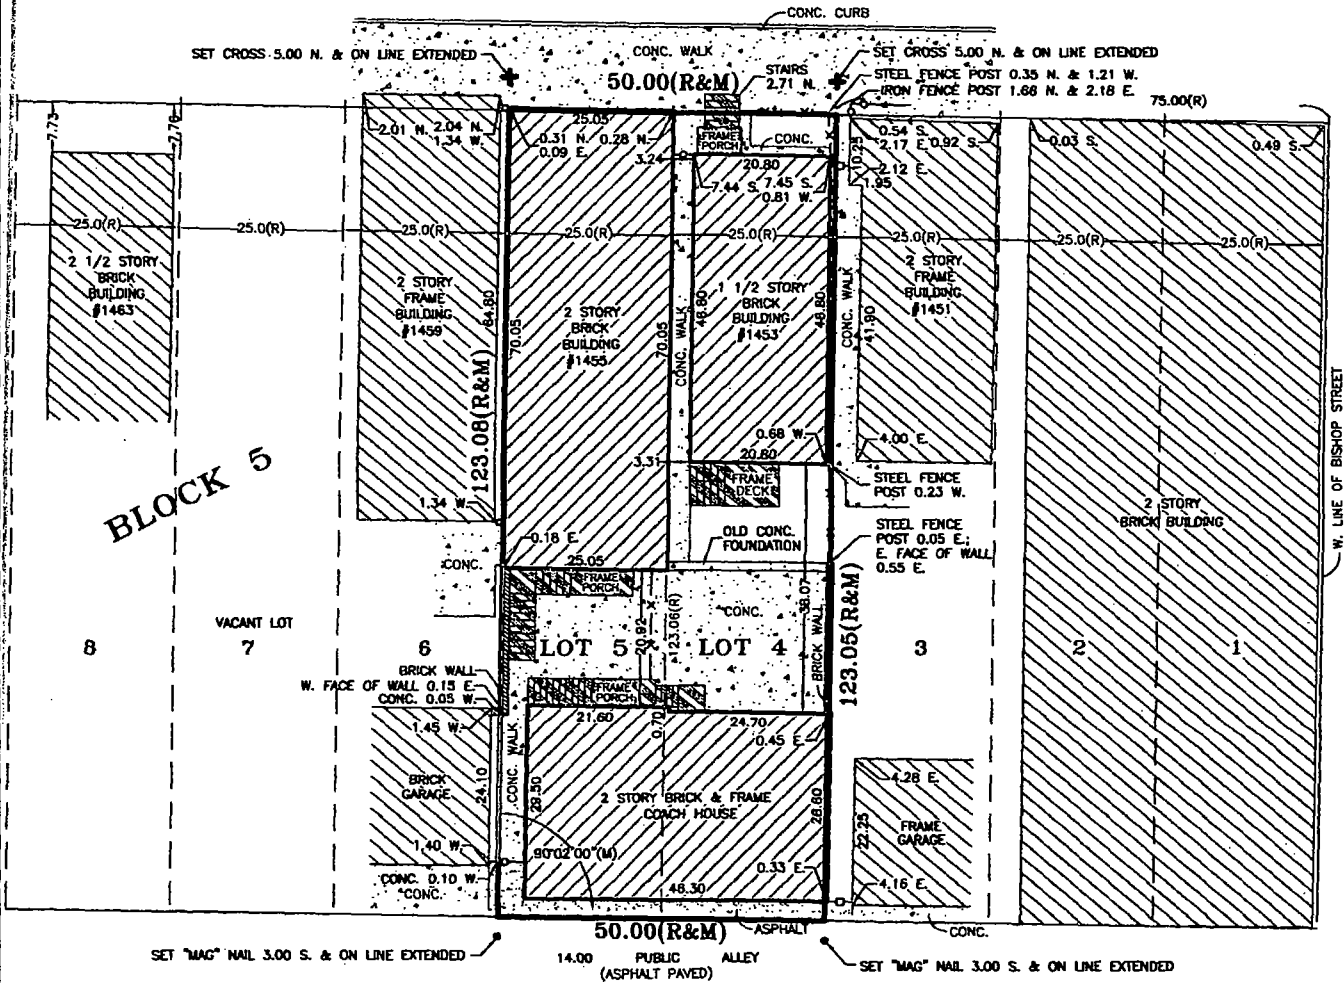 CONC. CURB
SET CROSS 5.00 N. & ON LINE EXTENDED
CONC. WALK
SET CROSS 5.00 N. & ON LINE EXTENDED
STAIRS
2.71 N.
50.00(R&M)
STEEL FENCE POST 0.35 N. & 1.21 W.
IRON FENCE POST 1.68 N. & 2.18 E.
75.00(R)
7.73
7.76
2.01 N.
2.04 N.
1.34 W.
25.05
0.31 N.
0.28 N.
0.09 E.
FRAME
PORCH
CONC.
3.24
20.80
7.44 S.
7.45 S.
0.81 W.
10.25
0.54 S.
2.17 E.
0.92 S.
2.12 E.
1.95
0.03 S.
0.49 S.
25.0(R)
25.0(R)
25.0(R)
25.0(R)
25.0(R)
25.0(R)
25.0(R)
25.0(R)
2 1/2 STORY
BRICK
BUILDING
#1463
2 STORY
FRAME
BUILDING
#1459
64.80
70.05
2 STORY
BRICK
BUILDING
#1455
70.05
CONC. WALK
46.80
1 1/2 STORY
BRICK
BUILDING
#1453
46.80
CONC. WALK
41.90
2 STORY
FRAME
BUILDING
#1451
W. LINE OF BISHOP STREET
123.08(R&M)
BLOCK 5
1.34 W.
3.31
0.68 W.
20.80
4.00 E.
FRAME
DECK
STEEL FENCE
POST 0.23 W.
2 STORY
BRICK BUILDING
OLD CONC.
FOUNDATION
STEEL FENCE
POST 0.05 E.;
E. FACE OF WALL
0.55 E.
0.18 E.
25.05
CONC.
FRAME
PORCH
123.06(R)
CONC.
38.07
BRICK WALL
123.05(R&M)
20.92
8
VACANT LOT
7
6
LOT 5
LOT 4
3
2
1
BRICK WALL
W. FACE OF WALL 0.15 E.
CONC. 0.05 W.
1.45 W.
FRAME
PORCH
21.60
0.70
24.70
0.45 E.
BRICK
GARAGE
24.10
CONC. WALK
29.50
2 STORY BRICK & FRAME
COACH HOUSE
28.80
4.28 E.
22.25
FRAME
GARAGE
1.40 W.
90°02'00"(M)
0.33 E.
CONC. 0.10 W.
CONC.
46.30
4.16 E.
50.00(R&M)
ASPHALT
CONC.
SET "MAG" NAIL 3.00 S. & ON LINE EXTENDED
14.00 PUBLIC ALLEY
(ASPHALT PAVED)
SET "MAG" NAIL 3.00 S. & ON LINE EXTENDED